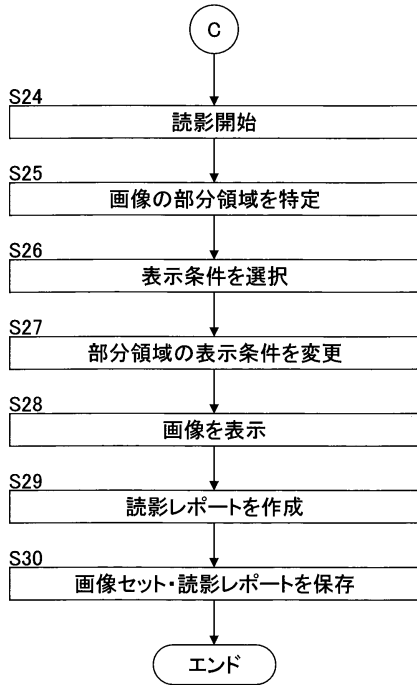 C
S24
読影開始
S25
画像の部分領域を特定
S26
表示条件を選択
S27
部分領域の表示条件を変更
S28
画像を表示
S29
読影レポートを作成
S30
画像セット・読影レポートを保存
エンド